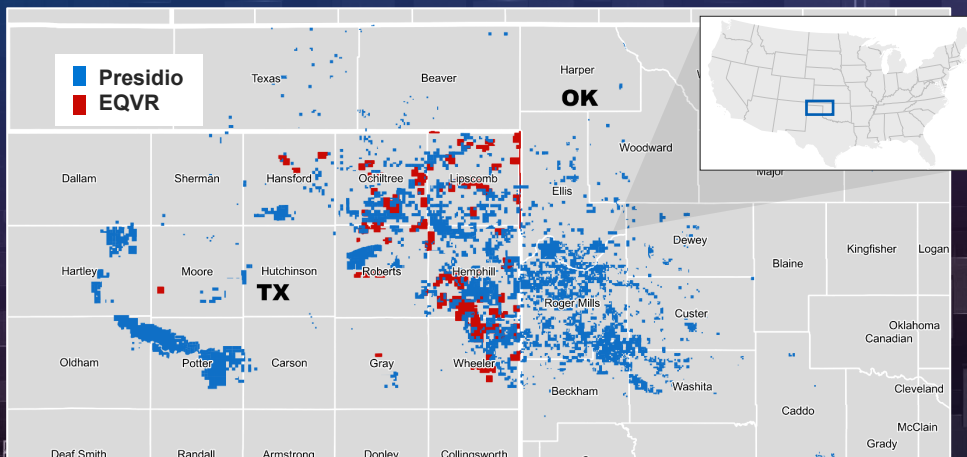 Presidio
EQVR
Texas
Beaver
Harper
OK
Woodward
Major
Dallam
Sherman
Hansford
Ochiltree
Lipscomb
Ellis
Dewey
Blaine
Kingfisher
Logan
Hartley
Moore
Hutchinson
Roberts
Hemphill
TX
Roger Mills
Custer
Oklahoma
Canadian
Oldham
Potter
Carson
Gray
Wheeler
Beckham
Washita
Cleveland
Caddo
McClain
Grady
Deaf Smith
Randall
Armstrong
Donley
Collingsworth